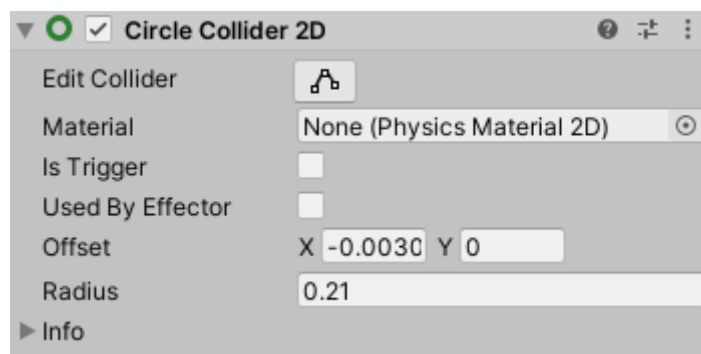 Circle Collider 2D
Edit Collider
Material None (Physics Material 2D)
Is Trigger
Used By Effector
Offset X -0.0030 Y 0
Radius 0.21
Info